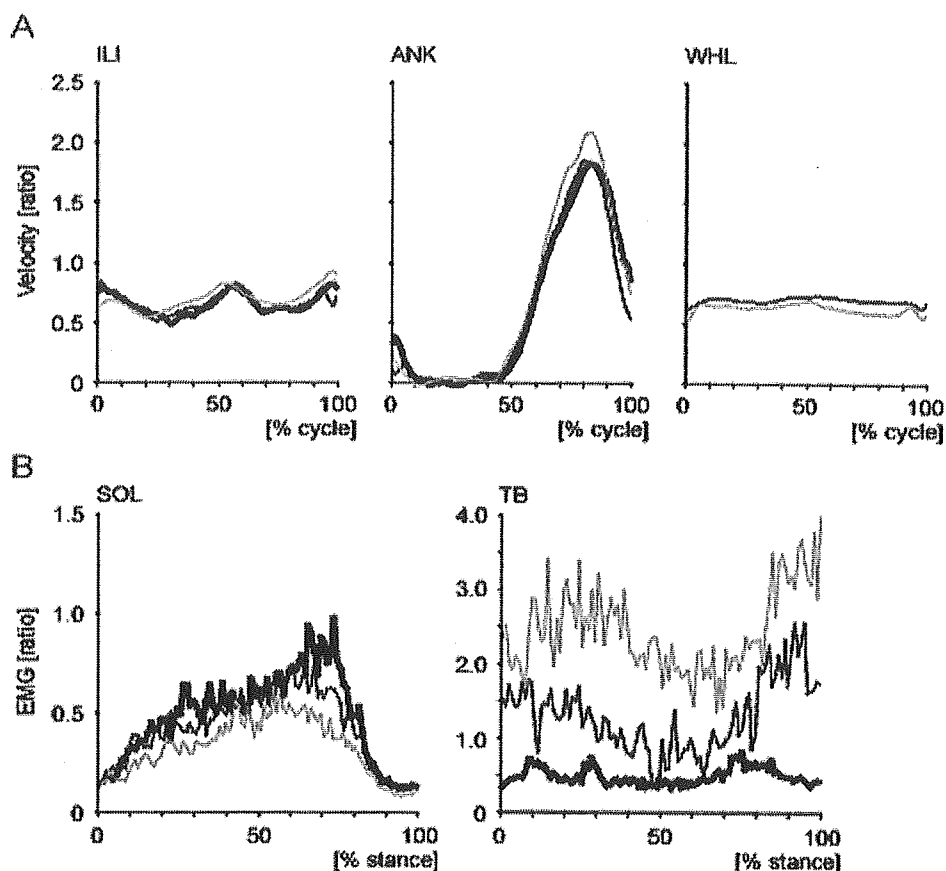 A
ILI
ANK
WHL
2.5
2.0
1.5
1.0
0.5
0
Velocity [ratio]
0 50 100
[% cycle]
0 50 100
[% cycle]
0 50 100
[% cycle]
B
SOL
TB
1.5
1.0
0.5
0
EMG [ratio]
4.0
3.0
2.0
1.0
0
0 50 100
[% stance]
0 50 100
[% stance]